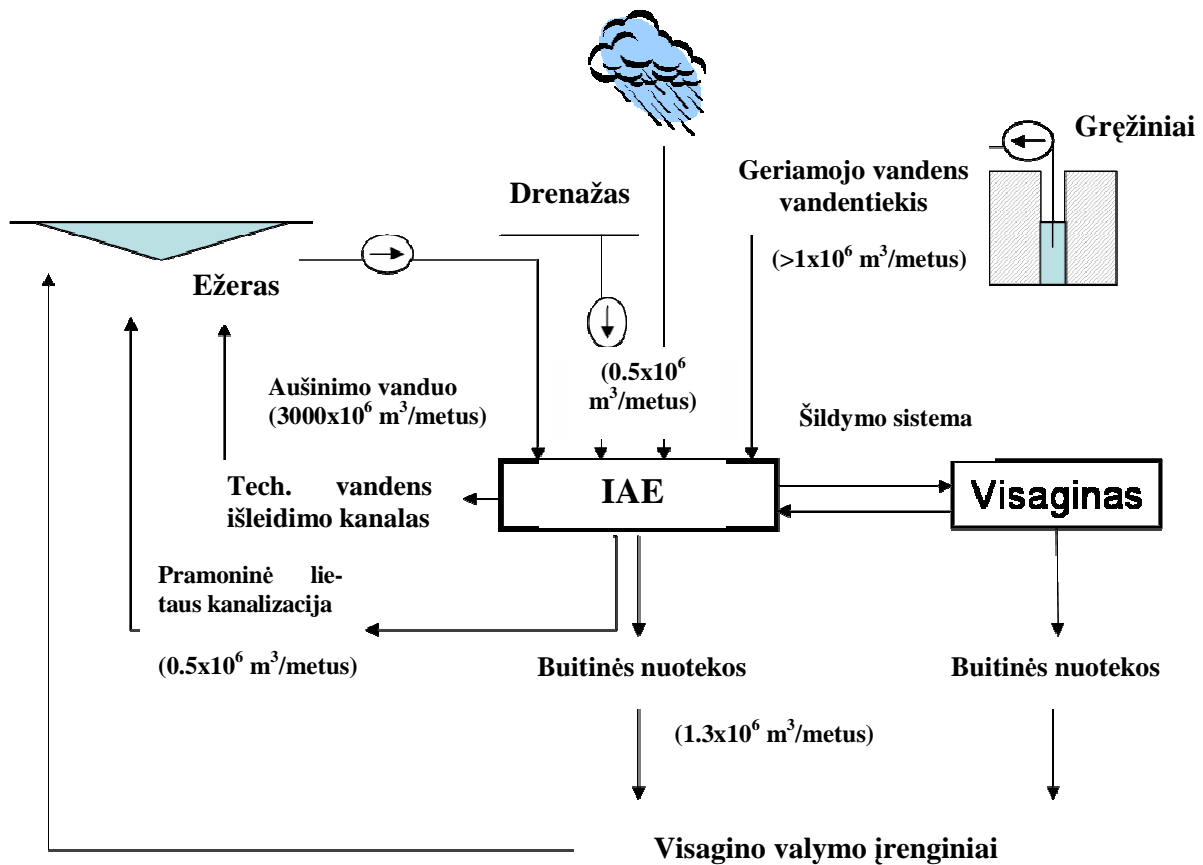 Gręžiniai
Geriamojo vandens
vandentiekis
(>1x10⁶ m³/metus)
Drenažas
Ežeras
(0.5x10⁶
m³/metus)
Aušinimo vanduo
(3000x10⁶ m³/metus)
Šildymo sistema
IAE
Visaginas
Tech. vandens
išleidimo kanalas
Pramoninė lie-
taus kanalizacija
(0.5x10⁶ m³/metus)
Buitinės nuotekos
Buitinės nuotekos
(1.3x10⁶ m³/metus)
Visagino valymo įrenginiai